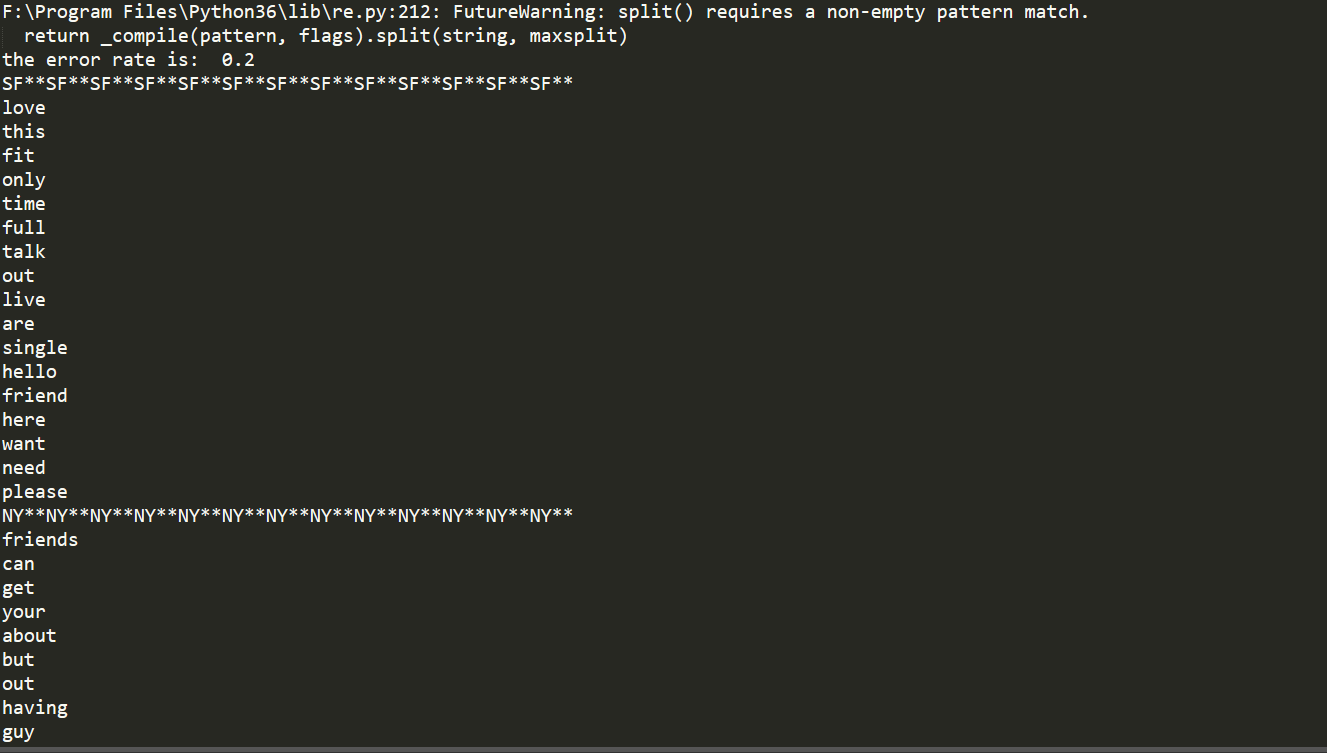 F:\Program Files\Python36\lib\re.py:212: FutureWarning: split() requires a non-empty pattern match.
  return _compile(pattern, flags).split(string, maxsplit)
the error rate is:  0.2
SF**SF**SF**SF**SF**SF**SF**SF**SF**SF**SF**SF**SF**
love
this
fit
only
time
full
talk
out
live
are
single
hello
friend
here
want
need
please
NY**NY**NY**NY**NY**NY**NY**NY**NY**NY**NY**NY**NY**
friends
can
get
your
about
but
out
having
guy